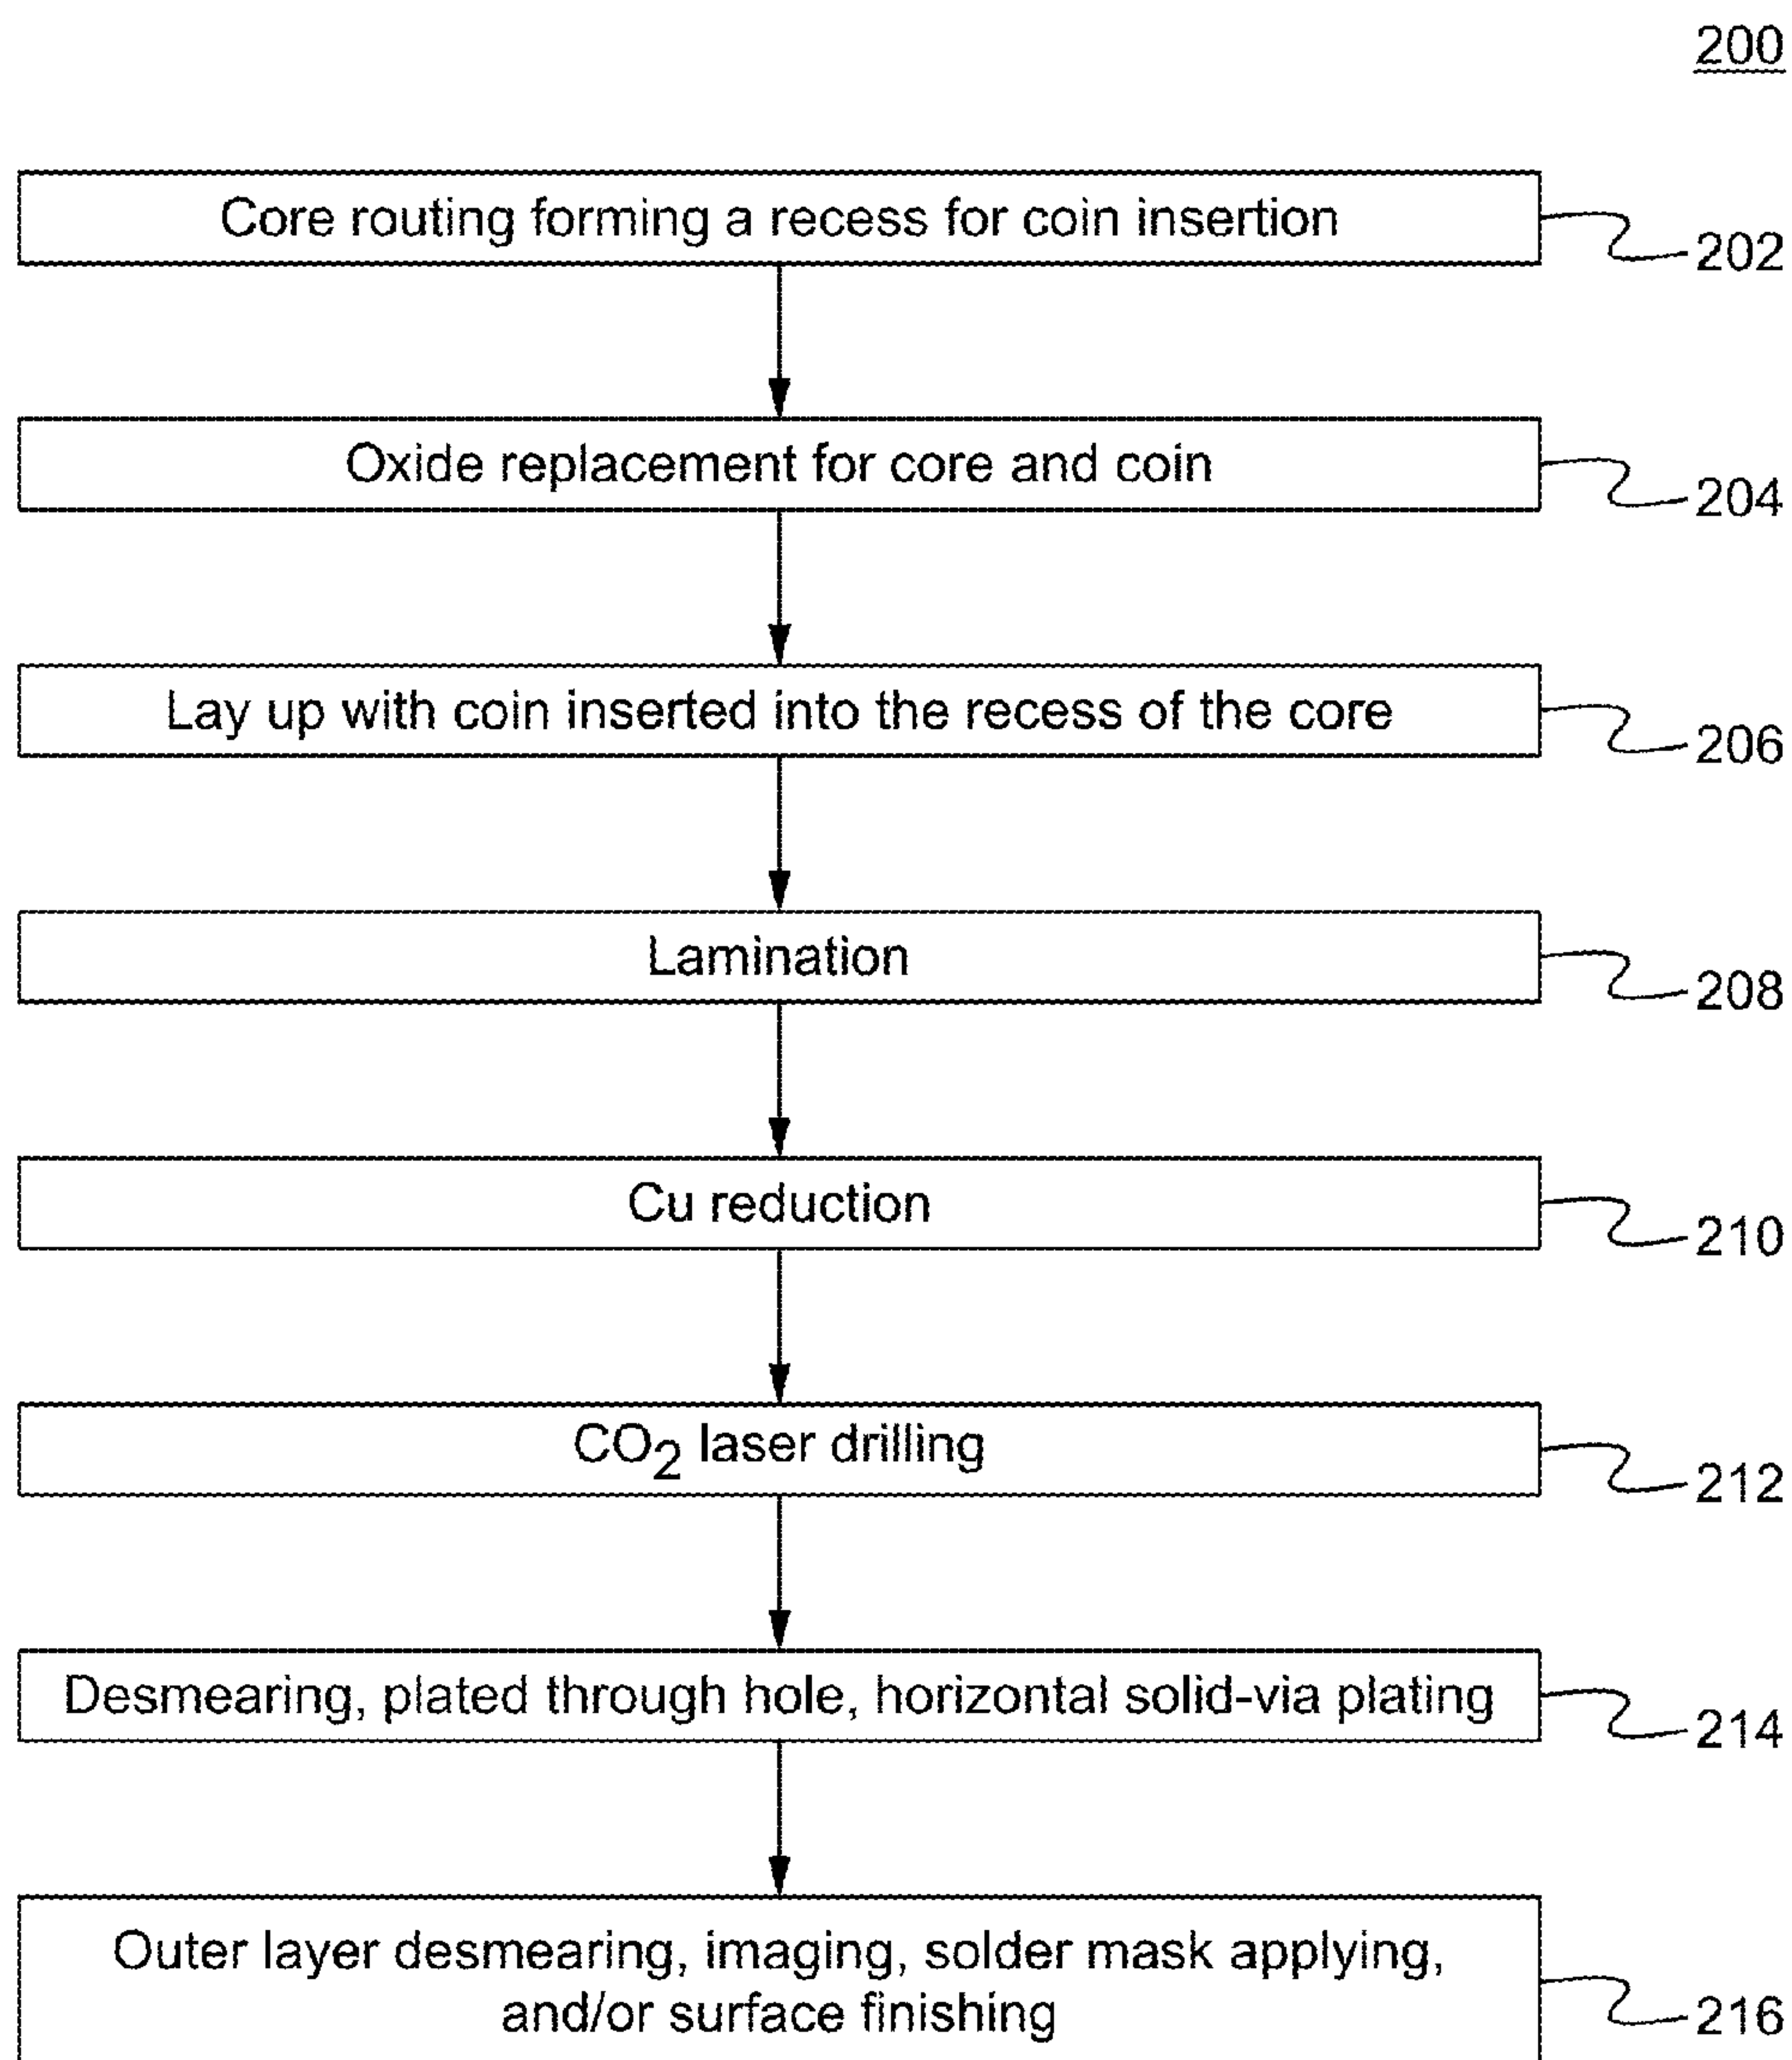 200
Core routing forming a recess for coin insertion
202
Oxide replacement for core and coin
204
Lay up with coin inserted into the recess of the core
206
Lamination
208
Cu reduction
210
CO2 laser drilling
212
Desmearing, plated through hole, horizontal solid-via plating
214
Outer layer desmearing, imaging, solder mask applying,
and/or surface finishing
216